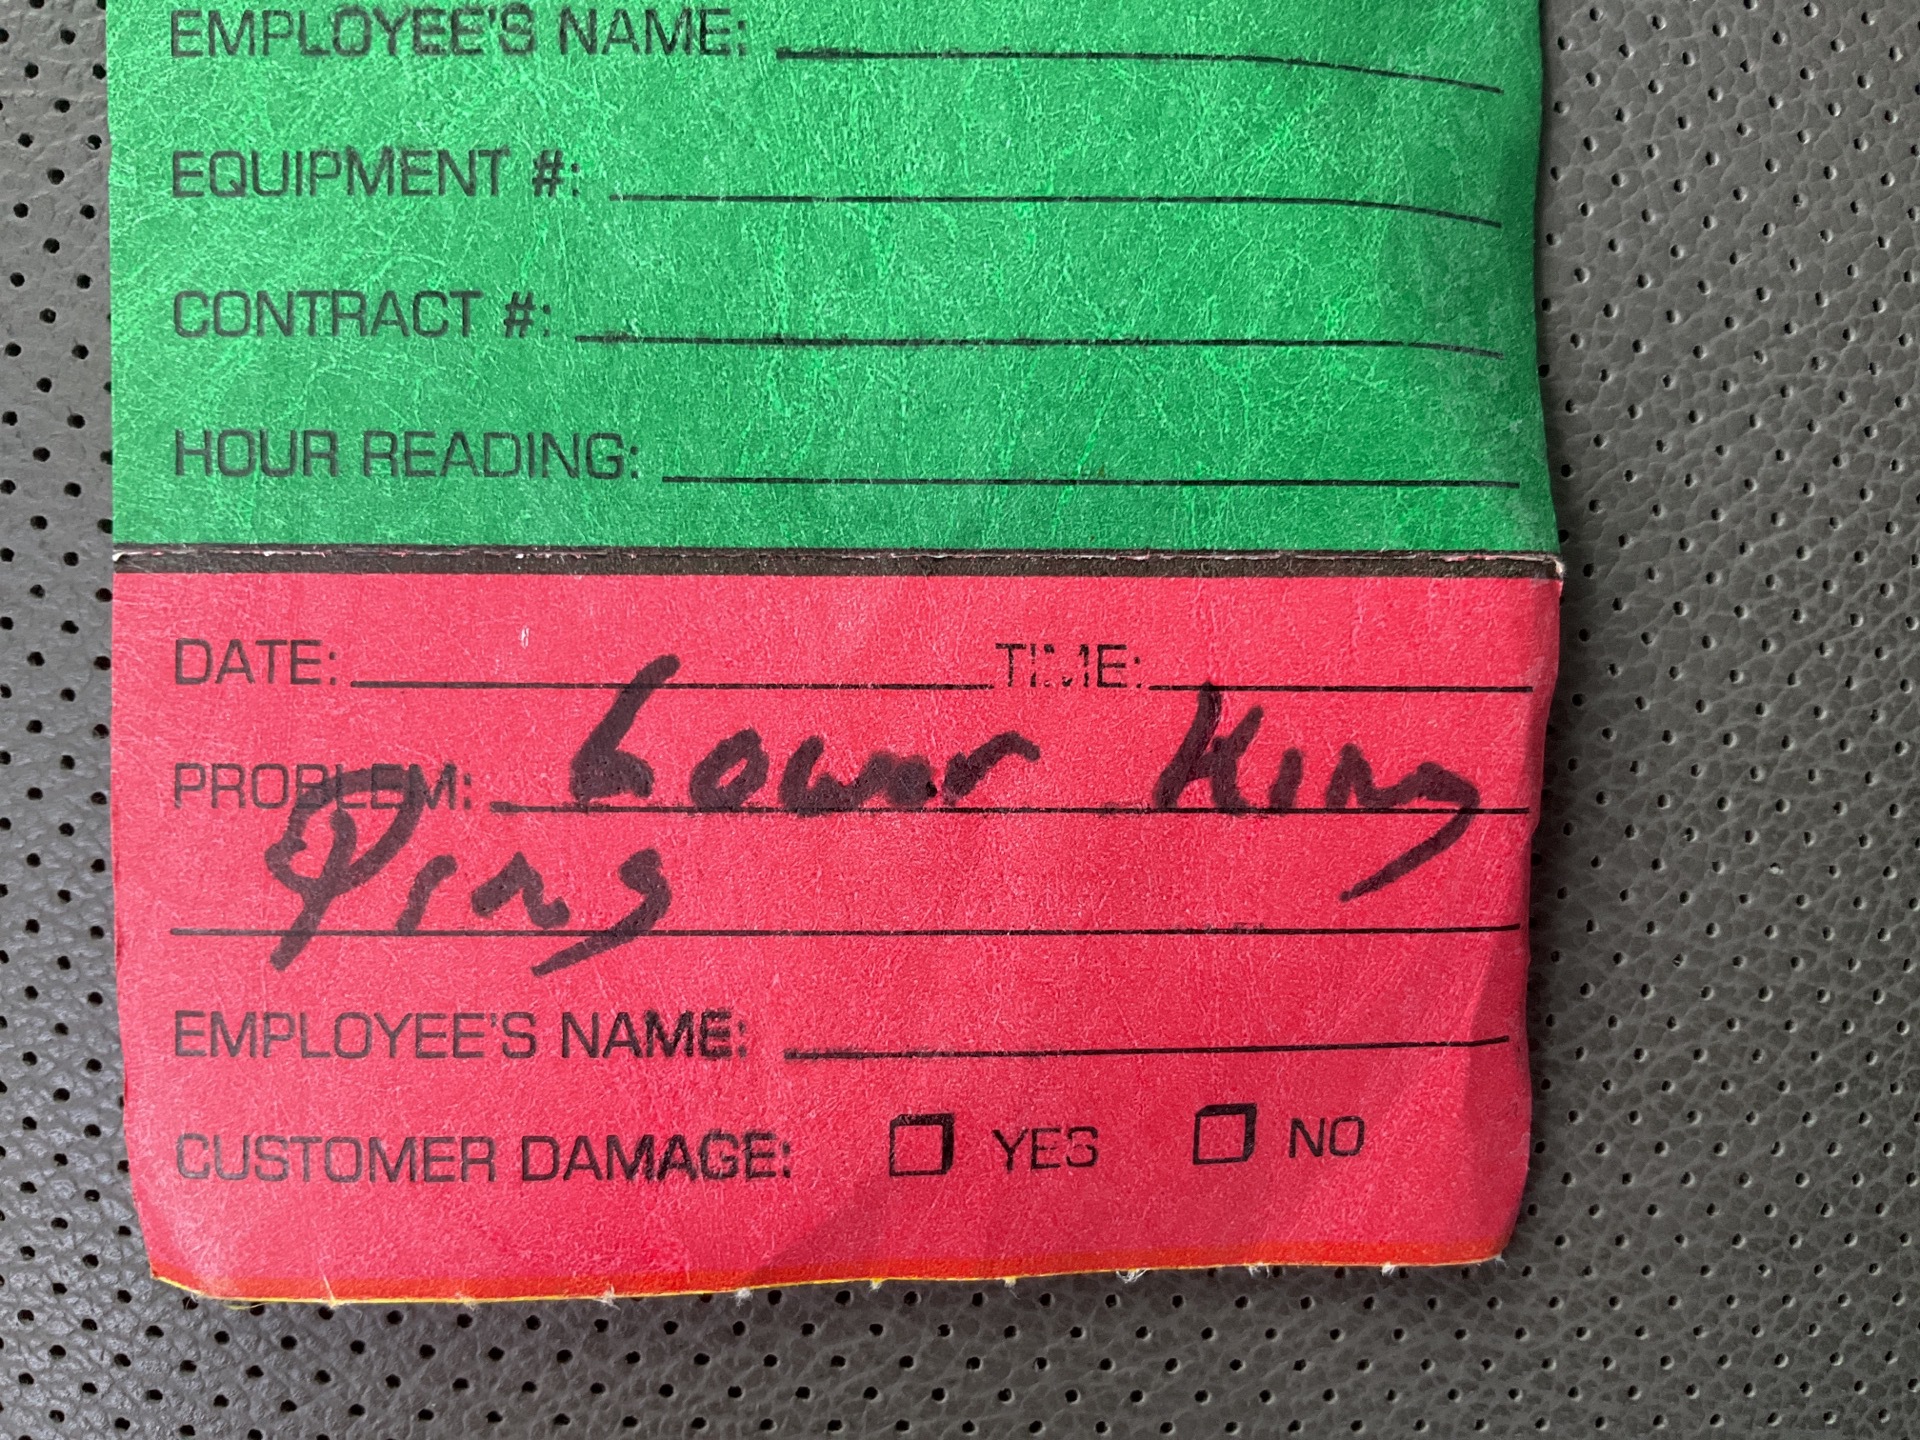 EMPLOYEE'S NAME:
EQUIPMENT #:
CONTRACT #:
HOUR READING:
DATE: TIME:
PROBLEM: Lower King
Pins
EMPLOYEE'S NAME:
CUSTOMER DAMAGE: YES NO